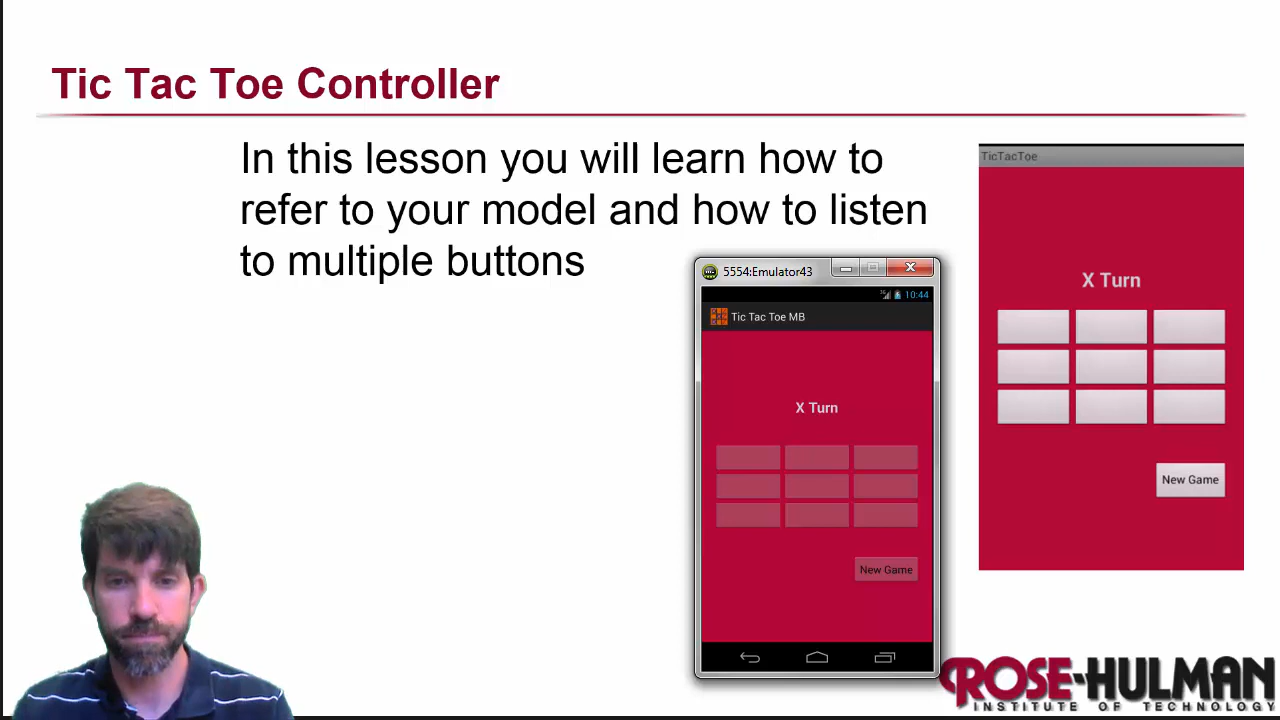 Tic Tac Toe Controller
In this lesson you will learn how to
refer to your model and how to listen
to multiple buttons
5554:Emulator43
3G
10:44
Tic Tac Toe MB
X Turn
New Game
TicTacToe
X Turn
New Game
ROSE-HULMAN
INSTITUTE OF TECHNOLOGY